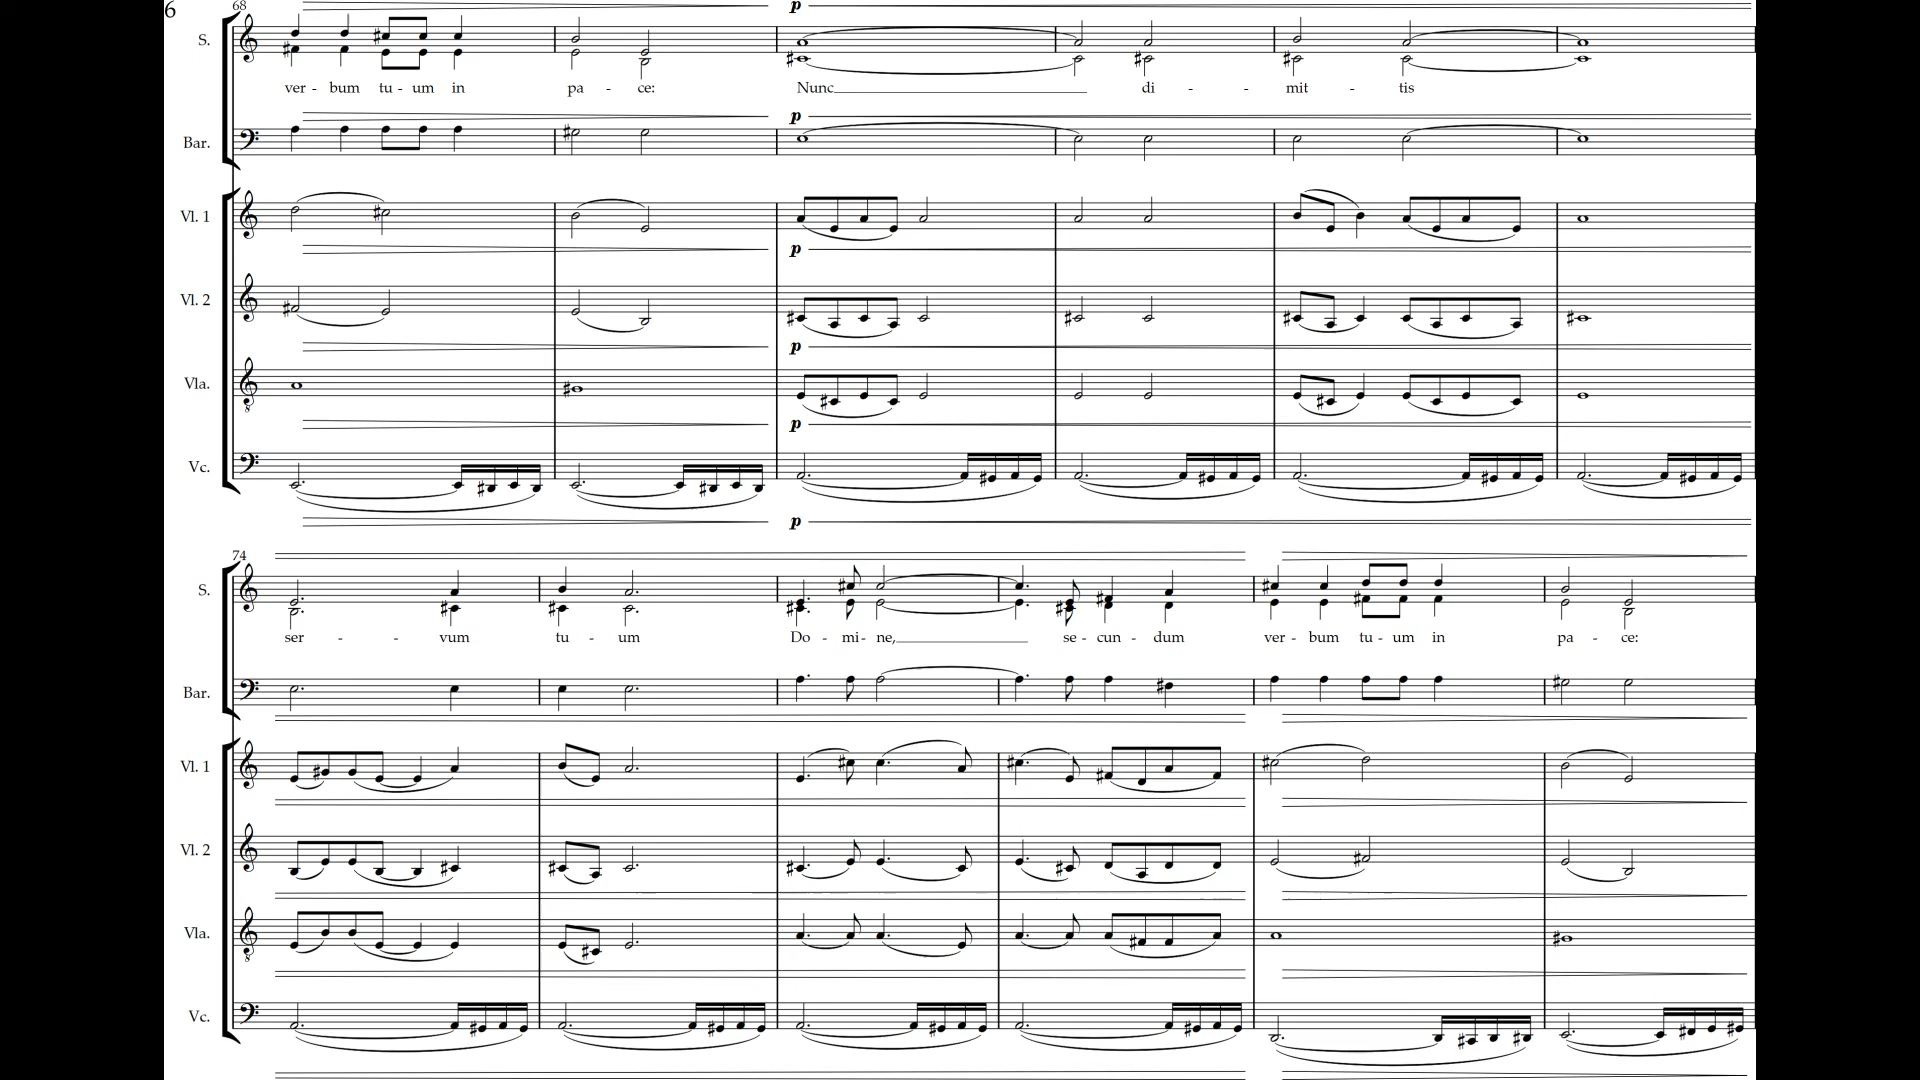 6
68
p
S.
ver - bum tu - um in pa - ce: Nunc di - - mit - tis
p
Bar.
Vl. 1
p
Vl. 2
p
Vla.
p
Vc.
p
74
S.
ser - - vum tu - um Do - mi - ne, se - cun - dum ver - bum tu - um in pa - ce:
Bar.
Vl. 1
Vl. 2
Vla.
Vc.